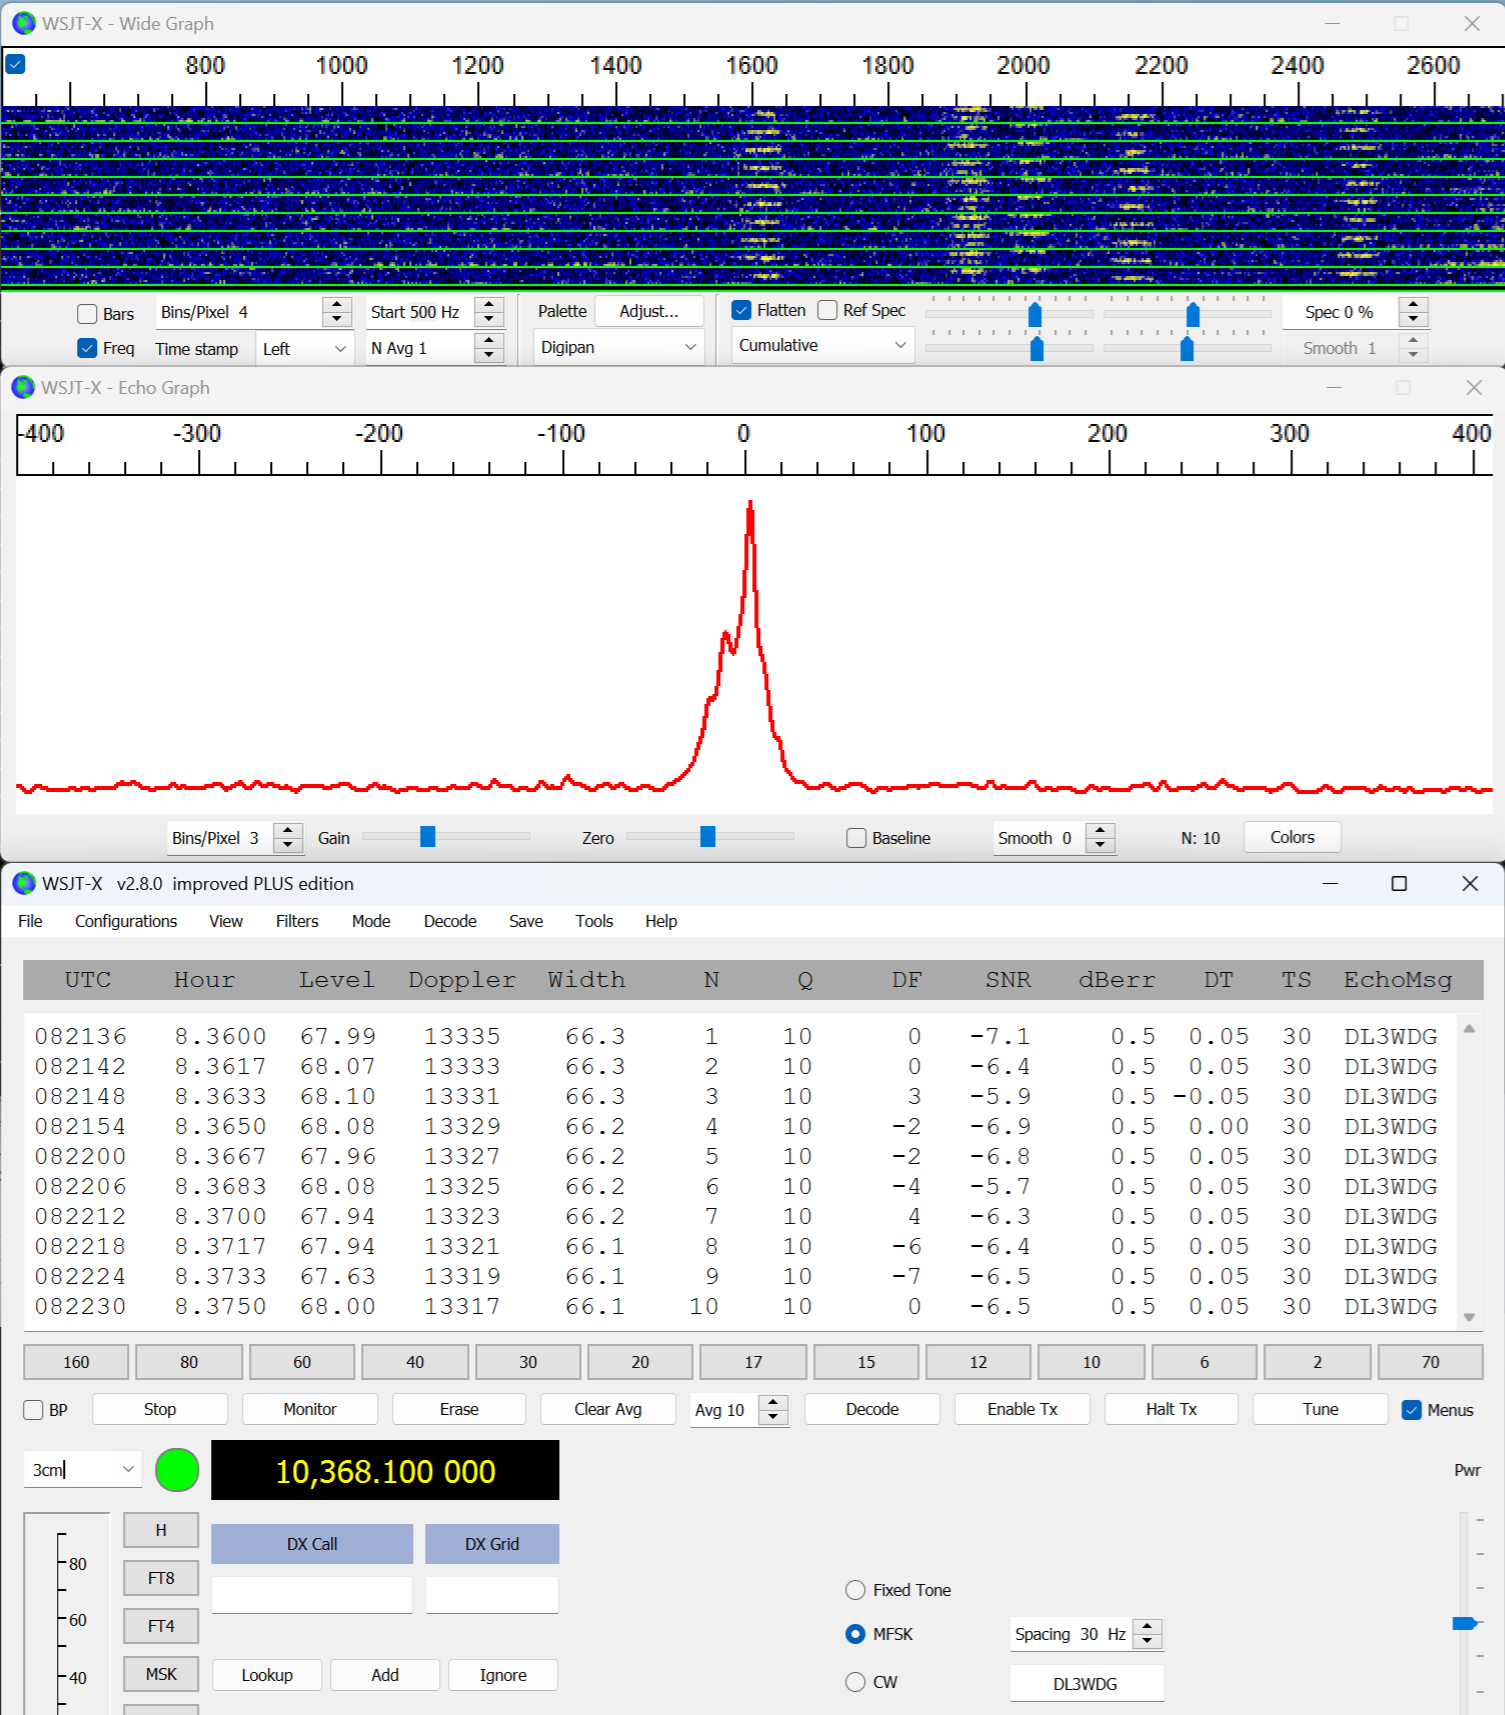 WSJT-X - Wide Graph
800 1000 1200 1400 1600 1800 2000 2200 2400 2600
Bars Bins/Pixel 4 Start 500 Hz Palette Adjust... Flatten Ref Spec Spec 0 %
Freq Time stamp Left N Avg 1 Digipan Cumulative Smooth 1
WSJT-X - Echo Graph
-400 -300 -200 -100 0 100 200 300 400
Bins/Pixel 3 Gain Zero Baseline Smooth 0 N: 10 Colors
WSJT-X v2.8.0 improved PLUS edition
File Configurations View Filters Mode Decode Save Tools Help
UTC Hour Level Doppler Width N Q DF SNR dBerr DT TS EchoMsg
082136 8.3600 67.99 13335 66.3 1 10 0 -7.1 0.5 0.05 30 DL3WDG
082142 8.3617 68.07 13333 66.3 2 10 0 -6.4 0.5 0.05 30 DL3WDG
082148 8.3633 68.10 13331 66.3 3 10 3 -5.9 0.5 -0.05 30 DL3WDG
082154 8.3650 68.08 13329 66.2 4 10 -2 -6.9 0.5 0.00 30 DL3WDG
082200 8.3667 67.96 13327 66.2 5 10 -2 -6.8 0.5 0.05 30 DL3WDG
082206 8.3683 68.08 13325 66.2 6 10 -4 -5.7 0.5 0.05 30 DL3WDG
082212 8.3700 67.94 13323 66.2 7 10 4 -6.3 0.5 0.05 30 DL3WDG
082218 8.3717 67.94 13321 66.1 8 10 -6 -6.4 0.5 0.05 30 DL3WDG
082224 8.3733 67.63 13319 66.1 9 10 -7 -6.5 0.5 0.05 30 DL3WDG
082230 8.3750 68.00 13317 66.1 10 10 0 -6.5 0.5 0.05 30 DL3WDG
160 80 60 40 30 20 17 15 12 10 6 2 70
BP Stop Monitor Erase Clear Avg Avg 10 Decode Enable Tx Halt Tx Tune Menus
3cm 10,368.100 000 Pwr
H DX Call DX Grid
80 FT8 Fixed Tone
60 FT4 MFSK Spacing 30 Hz
40 MSK Lookup Add Ignore CW DL3WDG